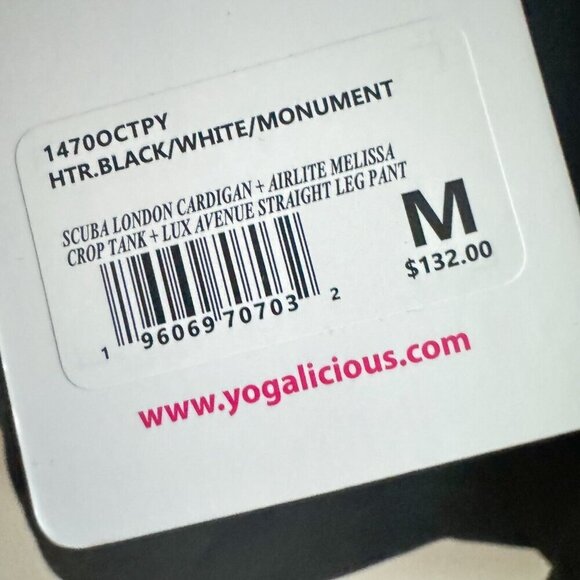 1470OCTPY
HTR.BLACK/WHITE/MONUMENT
SCUBA LONDON CARDIGAN + AIRLITE MELISSA
CROP TANK + LUX AVENUE STRAIGHT LEG PANT
M
$132.00
1 96069 70703 2
www.yogalicious.com